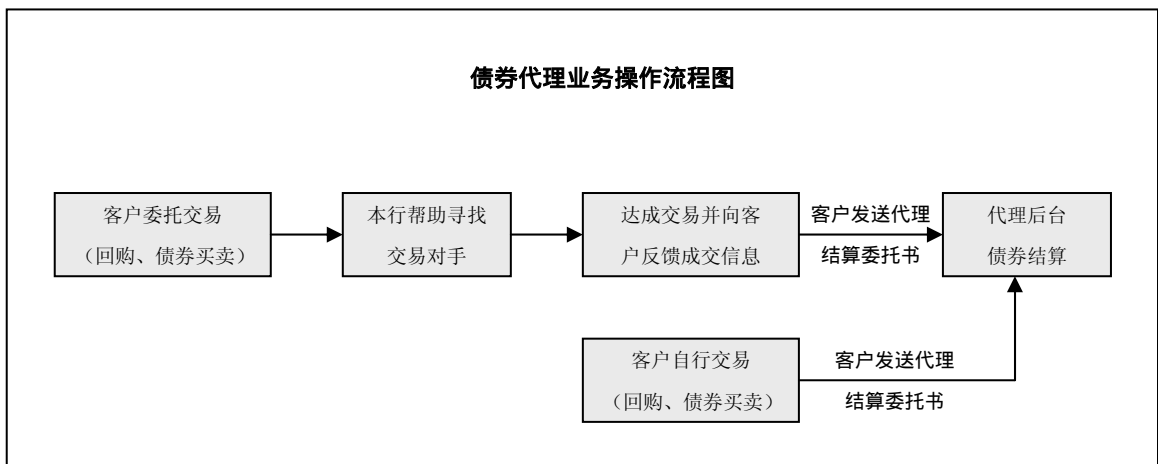 债券代理业务操作流程图
客户委托交易
（回购、债券买卖）
本行帮助寻找
交易对手
达成交易并向客
户反馈成交信息
客户发送代理
结算委托书
代理后台
债券结算
客户自行交易
（回购、债券买卖）
客户发送代理
结算委托书